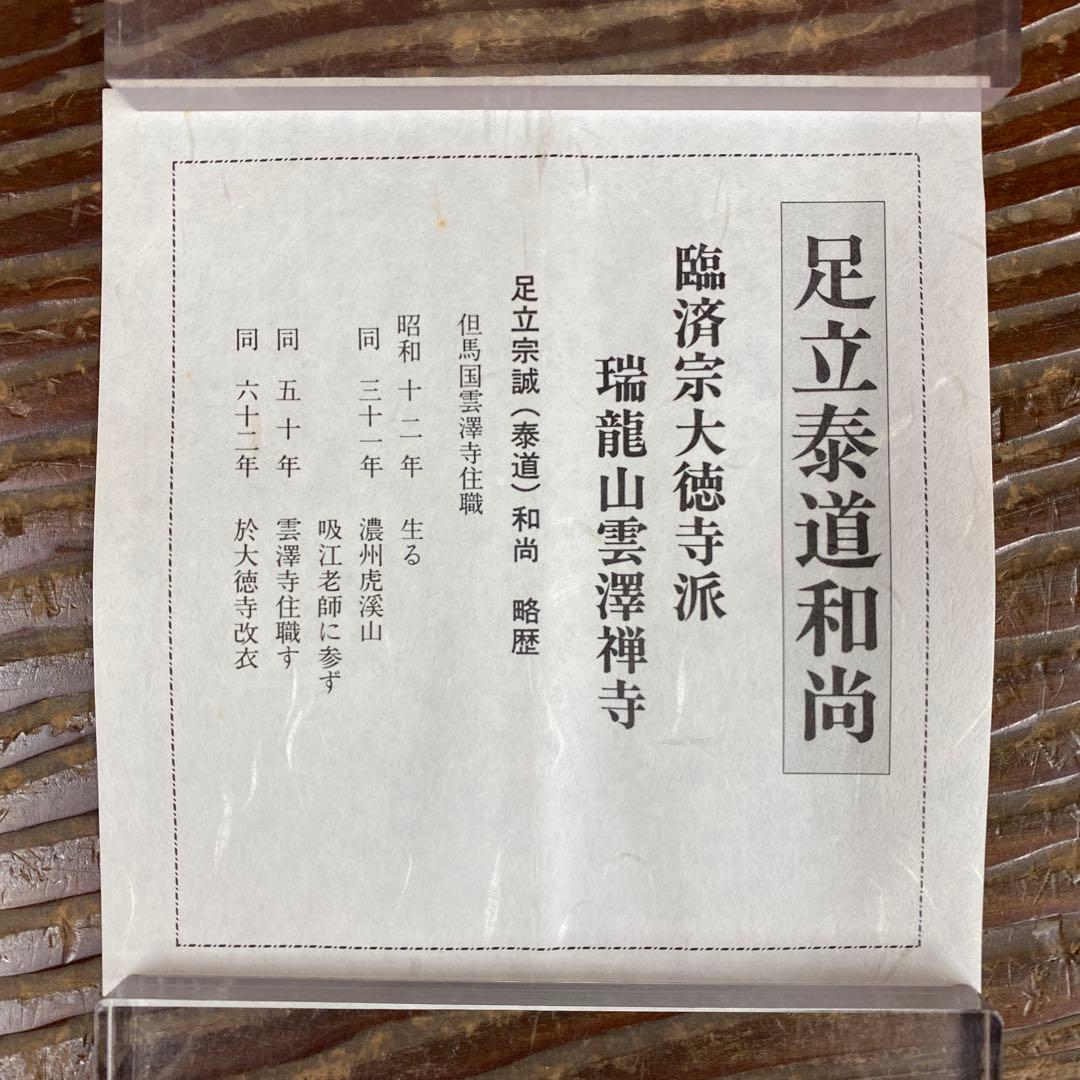 足立泰道和尚
臨済宗大徳寺派
瑞龍山雲澤禅寺
足立宗誠（泰道）和尚　略歴
但馬国雲澤寺住職
昭和　十二年　生る
同　三十一年　濃州虎溪山
吸江老師に参ず
同　五十年　雲澤寺住職す
同　六十二年　於大徳寺改衣